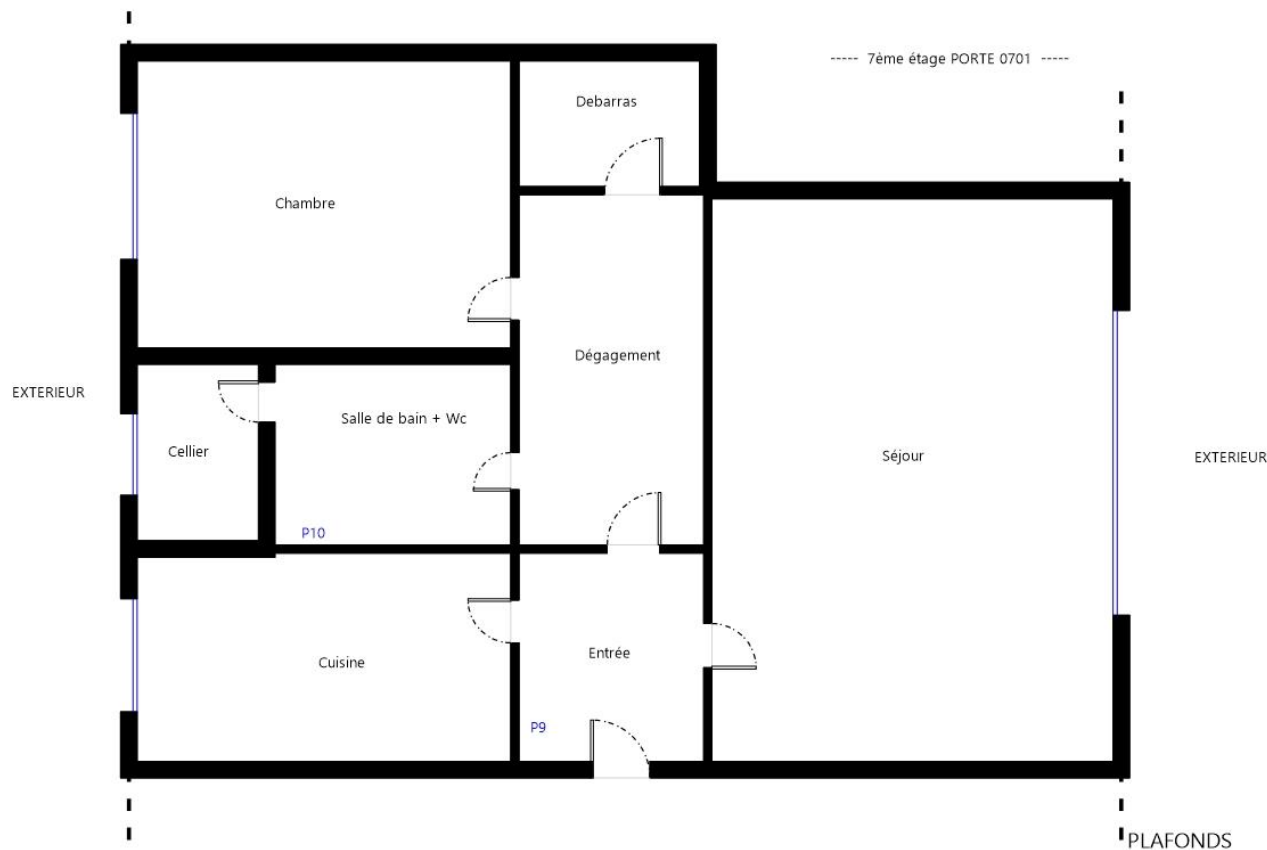 ----- 7ème étage PORTE 0701 -----
Debarras
Chambre
Dégagement
EXTERIEUR
Salle de bain + Wc
Cellier
Séjour
EXTERIEUR
P10
Entrée
Cuisine
P9
PLAFONDS